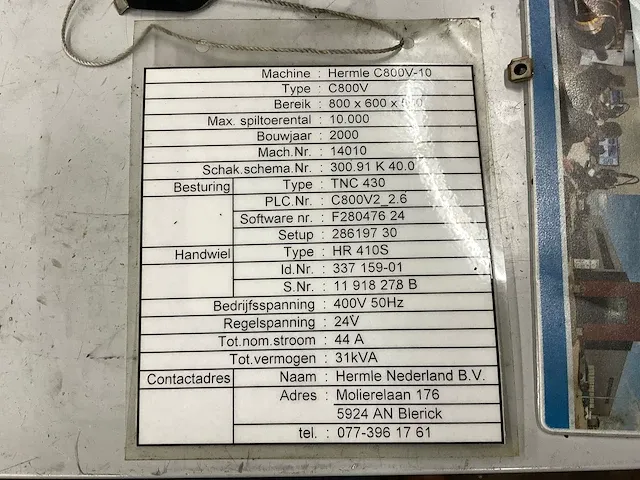 Machine : Hermle C800V-10
Type : C800V
Bereik : 800 x 600 x
Max. spiltoerental : 10.000
Bouwjaar : 2000
Mach.Nr. : 14010
Schak.schema.Nr. : 300.91 K 40.0
Besturing Type : TNC 430
PLC.Nr. : C800V2_2.6
Software nr. : F280476 24
Setup : 286197 30
Handwiel Type : HR 410S
Id.Nr. : 337 159-01
S.Nr. : 11 918 278 B
Bedrijfsspanning : 400V 50Hz
Regelspanning : 24V
Tot.nom.stroom : 44 A
Tot.vermogen : 31kVA
Contactadres Naam : Hermle Nederland B.V.
Adres : Molierelaan 176
5924 AN Blerick
tel. : 077-396 17 61